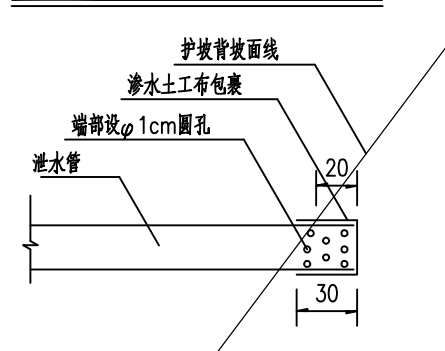 护坡背坡面线
渗水土工布包裹
端部设φ1cm圆孔
泄水管
20
30